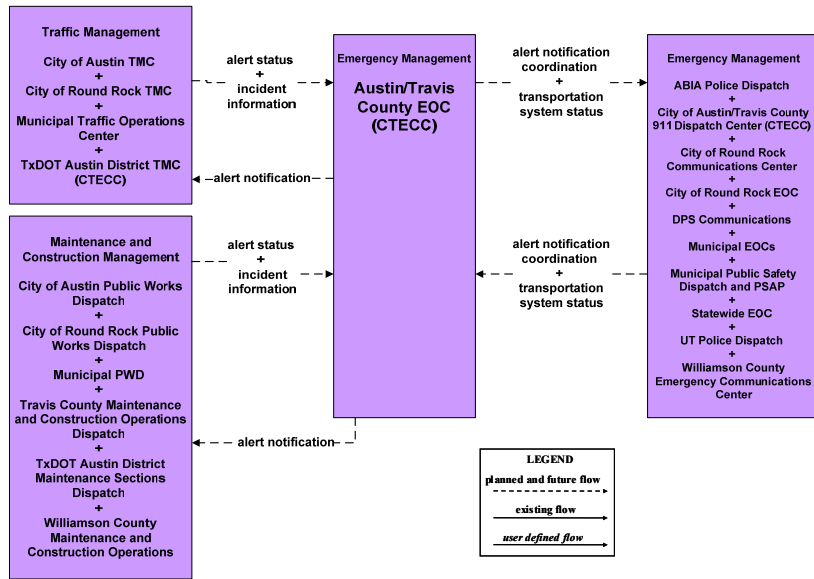 Traffic Management
City of Austin TMC
+
City of Round Rock TMC
+
Municipal Traffic Operations
Center
+
TxDOT Austin District TMC
(CTECC)
alert status
+
incident
information
alert notification
Maintenance and
Construction Management
City of Austin Public Works
Dispatch
+
City of Round Rock Public
Works Dispatch
+
Municipal PWD
+
Travis County Maintenance
and Construction Operations
Dispatch
+
TxDOT Austin District
Maintenance Sections
Dispatch
+
Williamson County
Maintenance and
Construction Operations
alert status
+
incident
information
alert notification
Emergency Management
Austin/Travis
County EOC
(CTECC)
alert notification
coordination
+
transportation
system status
alert notification
coordination
+
transportation
system status
Emergency Management
ABIA Police Dispatch
+
City of Austin/Travis County
911 Dispatch Center (CTECC)
+
City of Round Rock
Communications Center
+
City of Round Rock EOC
+
DPS Communications
+
Municipal EOCs
+
Municipal Public Safety
Dispatch and PSAP
+
Statewide EOC
+
UT Police Dispatch
+
Williamson County
Emergency Communications
Center
LEGEND
planned and future flow
existing flow
user defined flow